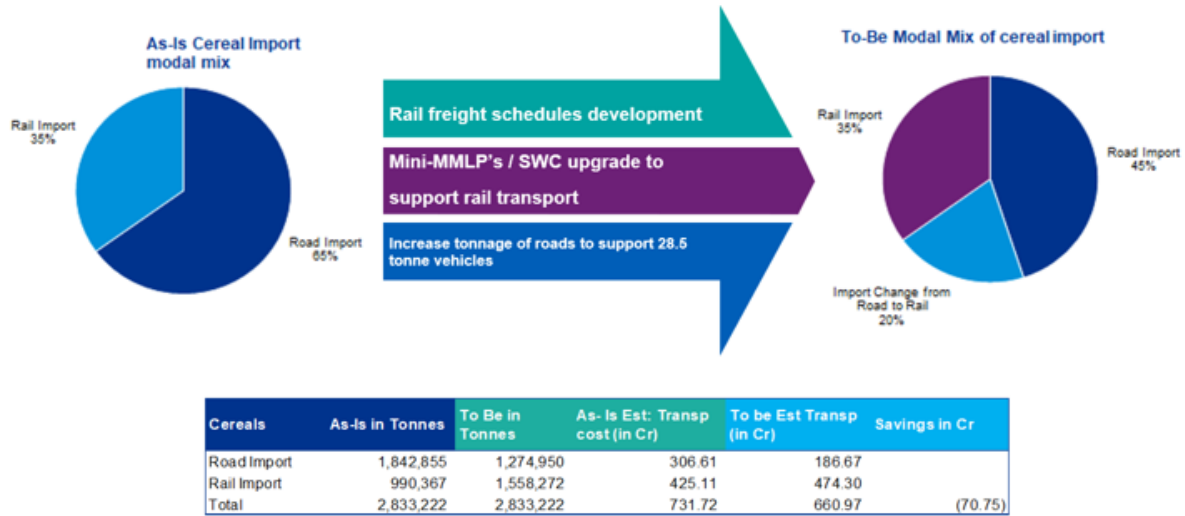 As-Is Cereal Import
modal mix
Rail Import
35%
Road Import
65%
Rail freight schedules development
Mini-MMLP's / SWC upgrade to
support rail transport
Increase tonnage of roads to support 28.5
tonne vehicles
To-Be Modal Mix of cereal import
Rail Import
35%
Road Import
45%
Import Change from
Road to Rail
20%
Cereals As-Is in Tonnes To Be in Tonnes As- Is Est: Transp cost (in Cr) To be Est Transp (in Cr) Savings in Cr
Road Import 1,842,855 1,274,950 306.61 186.67
Rail Import 990,367 1,558,272 425.11 474.30
Total 2,833,222 2,833,222 731.72 660.97 (70.75)